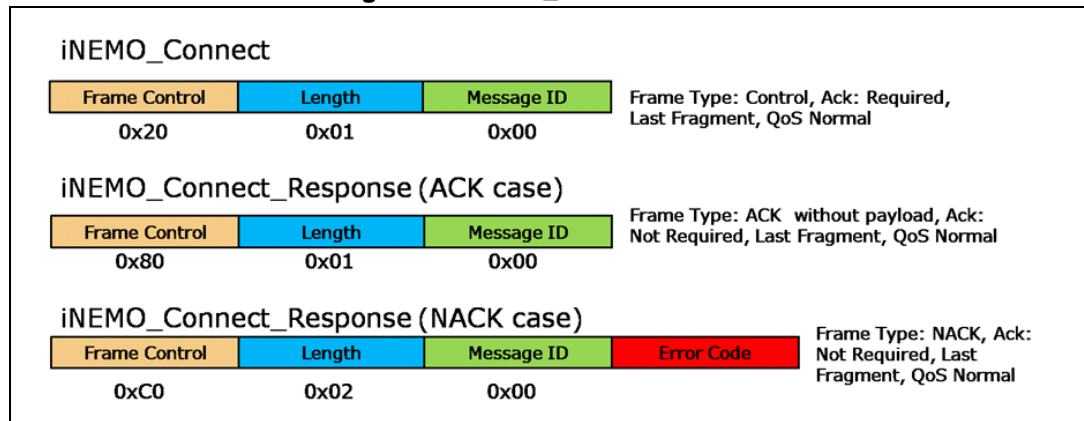 iNEMO_Connect
Frame Control Length Message ID
0x20 0x01 0x00
Frame Type: Control, Ack: Required,
Last Fragment, QoS Normal
iNEMO_Connect_Response (ACK case)
Frame Control Length Message ID
0x80 0x01 0x00
Frame Type: ACK without payload, Ack:
Not Required, Last Fragment, QoS Normal
iNEMO_Connect_Response (NACK case)
Frame Control Length Message ID Error Code
0xC0 0x02 0x00
Frame Type: NACK, Ack:
Not Required, Last
Fragment, QoS Normal